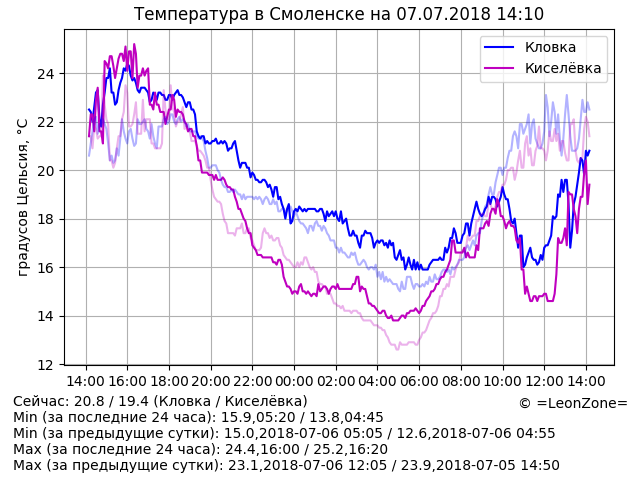 Температура в Смоленске на 07.07.2018 14:10
Кловка
Киселёвка
градусов Цельсия, °C
24
22
20
18
16
14
12
14:00 16:00 18:00 20:00 22:00 00:00 02:00 04:00 06:00 08:00 10:00 12:00 14:00
Сейчас: 20.8 / 19.4 (Кловка / Киселёвка)
© =LeonZone=
Min (за последние 24 часа): 15.9,05:20 / 13.8,04:45
Min (за предыдущие сутки): 15.0,2018-07-06 05:05 / 12.6,2018-07-06 04:55
Max (за последние 24 часа): 24.4,16:00 / 25.2,16:20
Max (за предыдущие сутки): 23.1,2018-07-06 12:05 / 23.9,2018-07-05 14:50